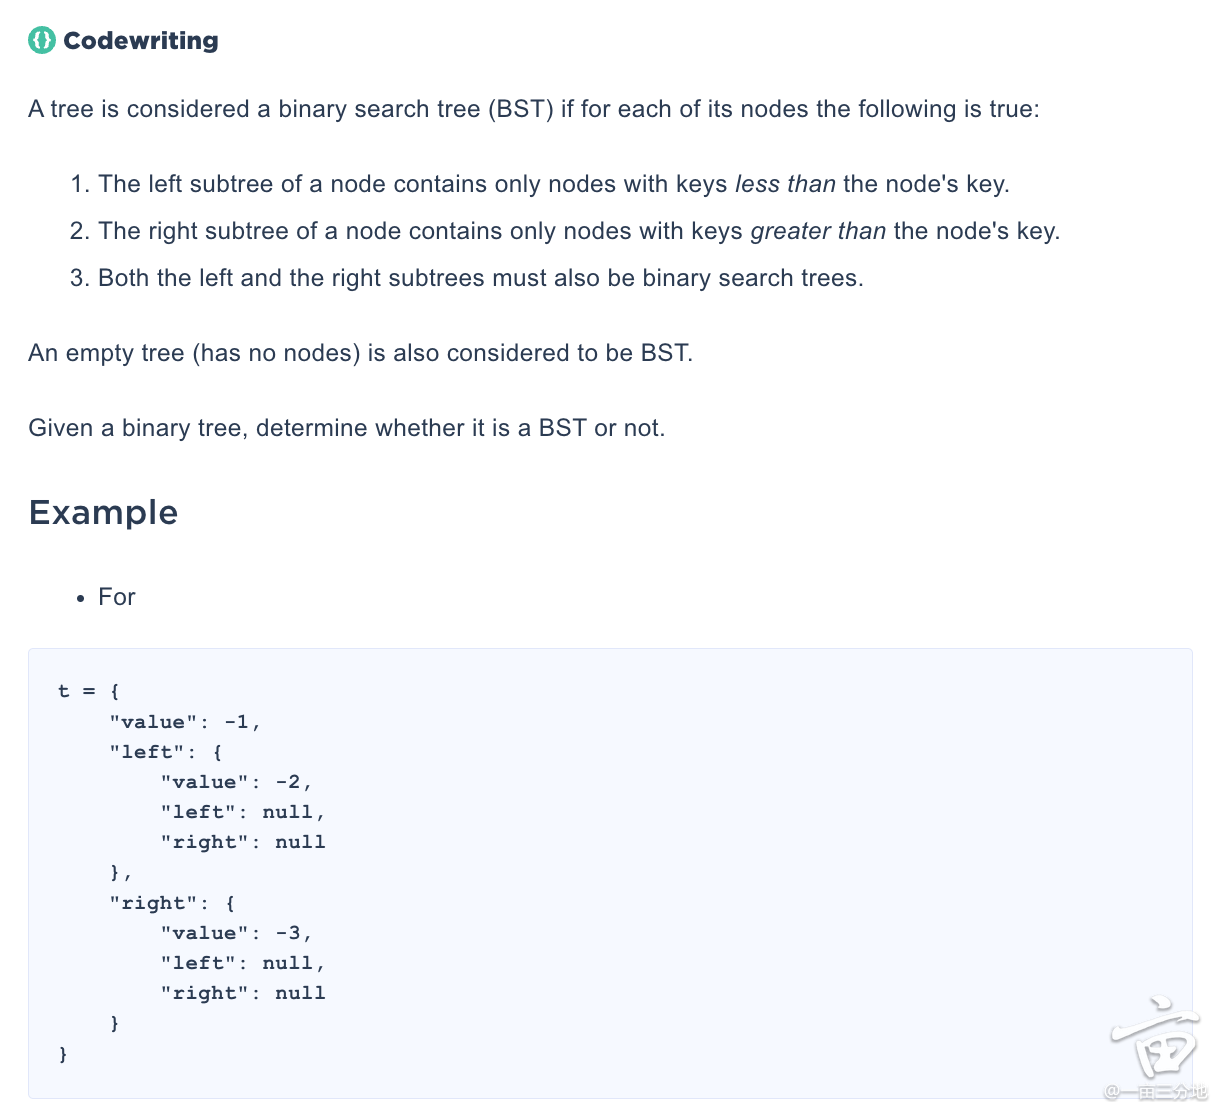 Codewriting
A tree is considered a binary search tree (BST) if for each of its nodes the following is true:
1. The left subtree of a node contains only nodes with keys less than the node's key.
2. The right subtree of a node contains only nodes with keys greater than the node's key.
3. Both the left and the right subtrees must also be binary search trees.
An empty tree (has no nodes) is also considered to be BST.
Given a binary tree, determine whether it is a BST or not.
Example
• For
t = {
    "value": -1,
    "left": {
        "value": -2,
        "left": null,
        "right": null
    },
    "right": {
        "value": -3,
        "left": null,
        "right": null
    }
}
亩
@一亩三分地